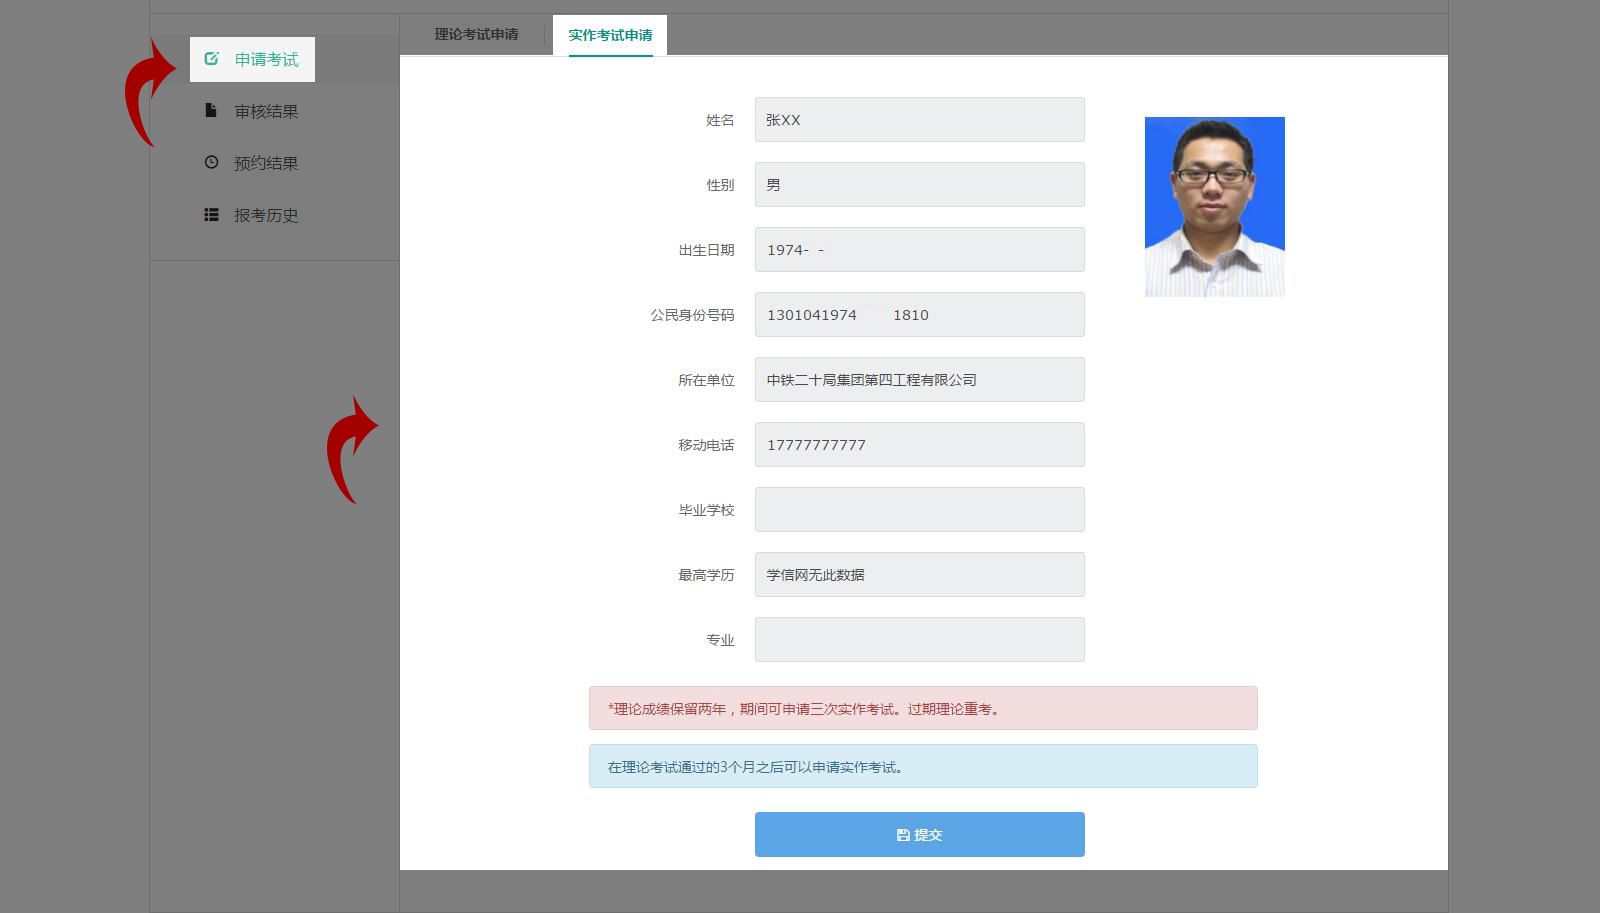 理论考试申请
实作考试申请
申请考试
审核结果
预约结果
报考历史
姓名
张XX
性别
男
出生日期
1974- -
公民身份号码
1301041974 1810
所在单位
中铁二十局集团第四工程有限公司
移动电话
17777777777
毕业学校
最高学历
学信网无此数据
专业
*理论成绩保留两年，期间可申请三次实作考试。过期理论重考。
在理论考试通过的3个月之后可以申请实作考试。
提交